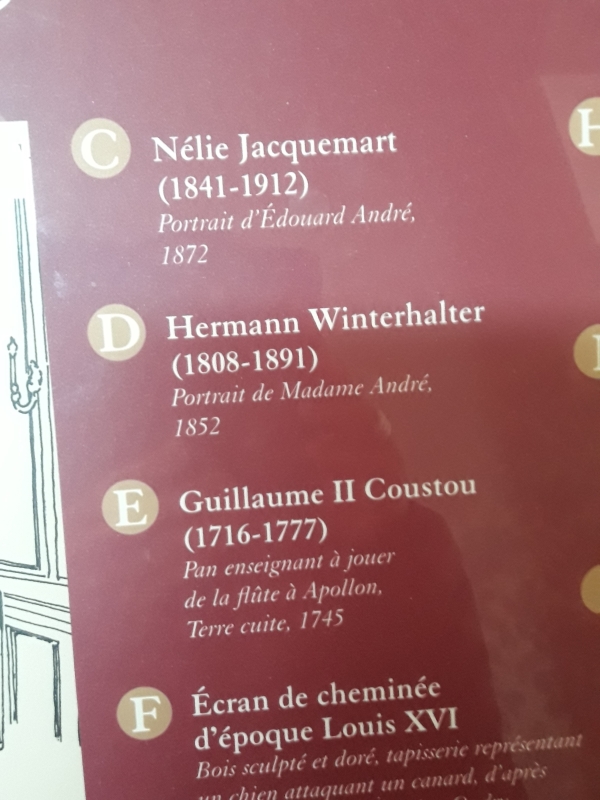 C
Nélie Jacquemart
(1841-1912)
Portrait d'Édouard André,
1872
D
Hermann Winterhalter
(1808-1891)
Portrait de Madame André,
1852
E
Guillaume II Coustou
(1716-1777)
Pan enseignant à jouer
de la flûte à Apollon,
Terre cuite, 1745
F
Écran de cheminée
d'époque Louis XVI
Bois sculpté et doré, tapisserie représentant
un chien attaquant un canard, d'après
H